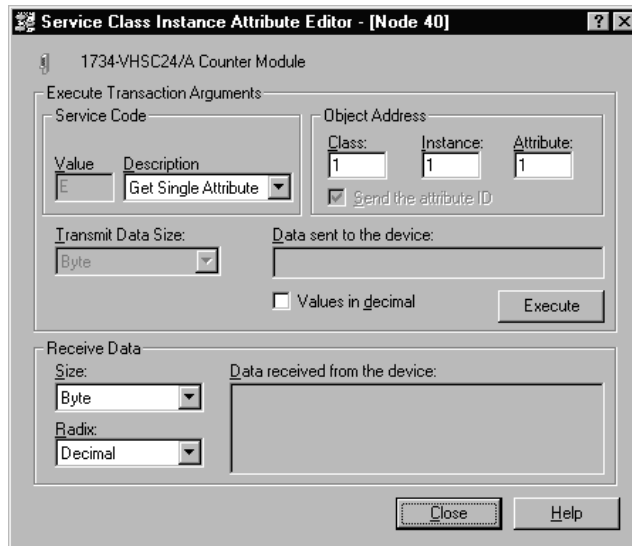 Service Class Instance Attribute Editor - [Node 40]
1734-VHSC24/A Counter Module
Execute Transaction Arguments
Service Code
Object Address
Value Description
Class: Instance: Attribute:
E Get Single Attribute
1 1 1
Send the attribute ID
Transmit Data Size: Data sent to the device:
Byte
Values in decimal
Execute
Receive Data
Size: Data received from the device:
Byte
Radix:
Decimal
Close Help